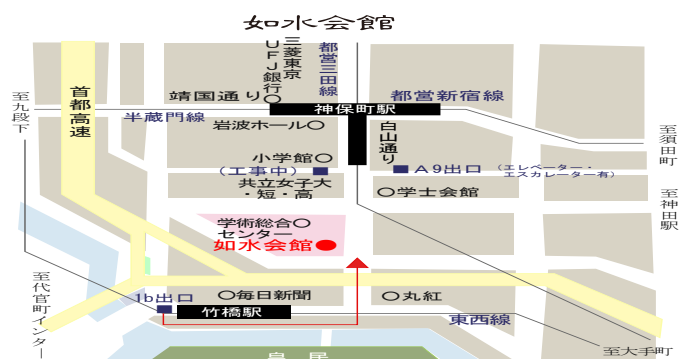 如水会館
首都高速
三菱東京
UFJ銀行
都営三田線
靖国通り
都営新宿線
至九段下
半蔵門線
神保町駅
岩波ホール
白山通り
至須田町
小学館
(工事中)
A9出口
(エレベーター・
エスカレーター有)
共立女子大
・短・高
学士会館
至神田駅
学術総合
センター
如水会館
至代官町インター
1b出口
毎日新聞
丸紅
竹橋駅
東西線
皇居
至大手町